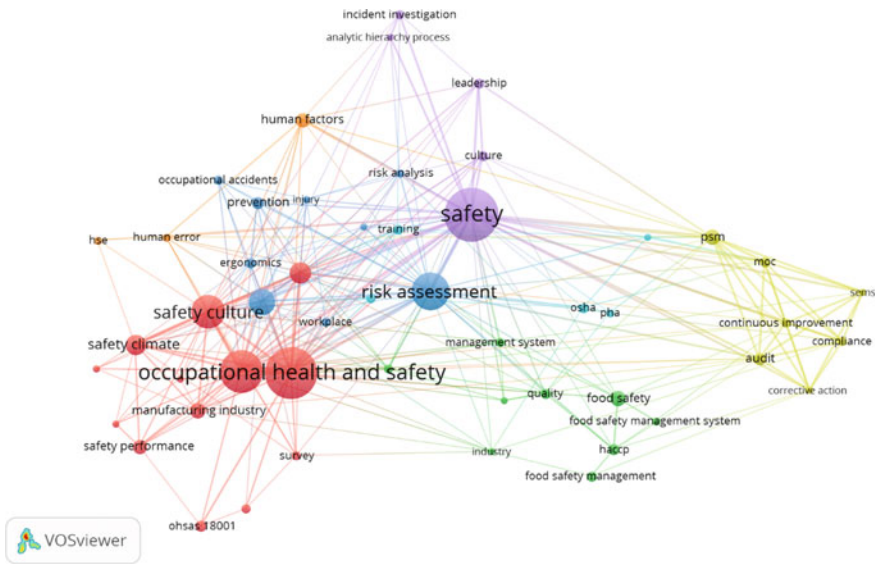 incident investigation
analytic hierarchy process
leadership
human factors
culture
risk analysis
occupational accidents
prevention
injury
safety
training
psm
hse
human error
moc
ergonomics
risk assessment
sems
safety culture
osha
pha
workplace
continuous improvement
safety climate
management system
compliance
audit
occupational health and safety
corrective action
quality
food safety
manufacturing industry
food safety management system
safety performance
survey
industry
haccp
food safety management
ohsas 18001
VOSviewer